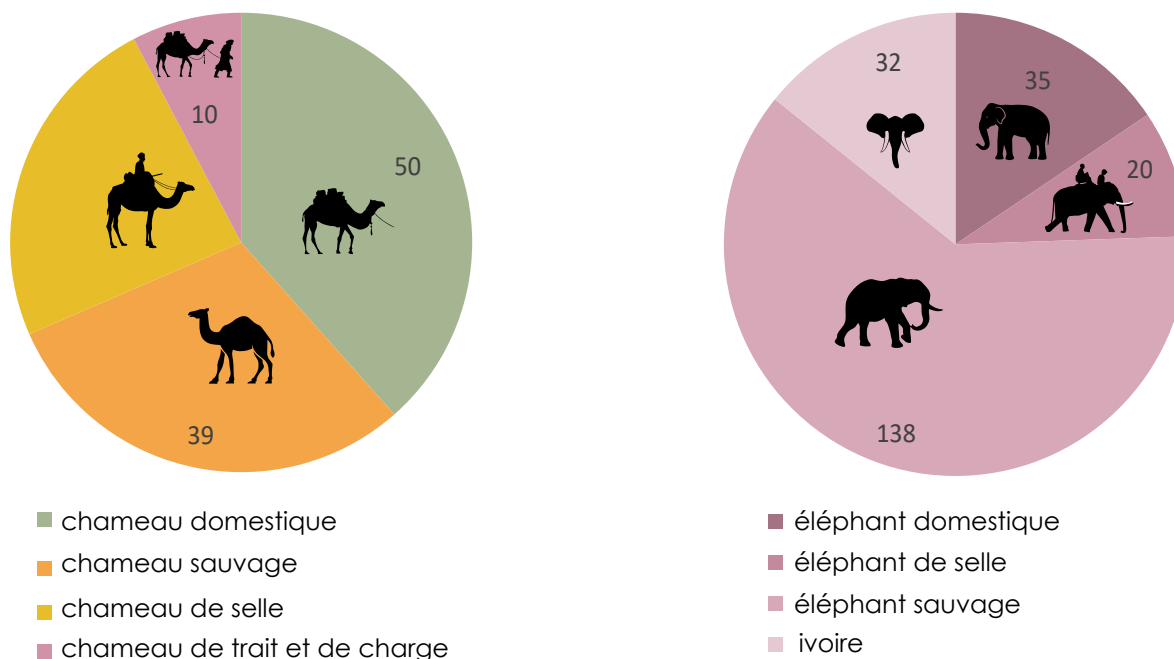 10
50
39
chameau domestique
chameau sauvage
chameau de selle
chameau de trait et de charge
32
35
20
138
éléphant domestique
éléphant de selle
éléphant sauvage
ivoire